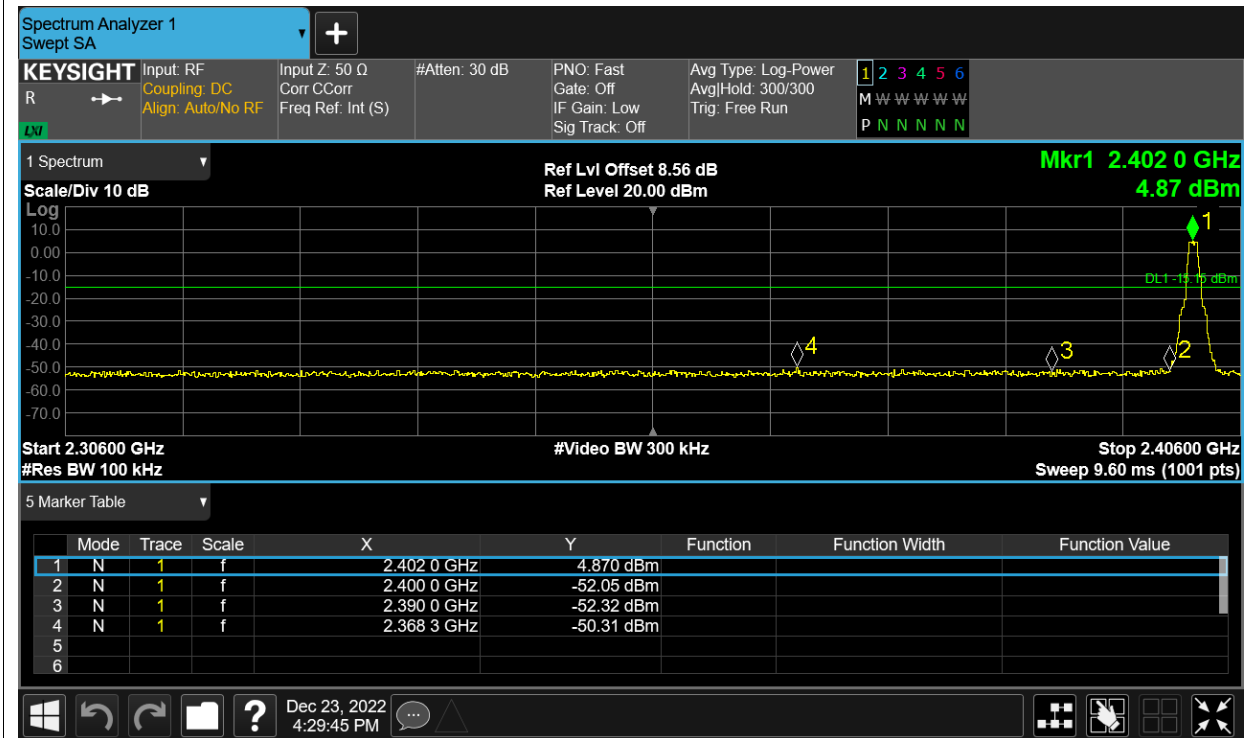 Spectrum Analyzer 1
Swept SA
+
KEYSIGHT Input: RF Input Z: 50 Ω #Atten: 30 dB PNO: Fast Avg Type: Log-Power 1 2 3 4 5 6
R Coupling: DC Corr CCorr Gate: Off Avg|Hold: 300/300 M W W W W W W
Align: Auto/No RF Freq Ref: Int (S) IF Gain: Low Trig: Free Run
LXI Sig Track: Off P N N N N N N
1 Spectrum
Ref Lvl Offset 8.56 dB Mkr1 2.402 0 GHz
Scale/Div 10 dB Ref Level 20.00 dBm 4.87 dBm
Log
1
10.0
0.00
-10.0
DL1 -15.15 dBm
-20.0
-30.0
-40.0
4 3 2
-50.0
-60.0
-70.0
Start 2.30600 GHz #Video BW 300 kHz Stop 2.40600 GHz
#Res BW 100 kHz Sweep 9.60 ms (1001 pts)
5 Marker Table
Mode Trace Scale X Y Function Function Width Function Value
1 N 1 f 2.402 0 GHz 4.870 dBm
2 N 1 f 2.400 0 GHz -52.05 dBm
3 N 1 f 2.390 0 GHz -52.32 dBm
4 N 1 f 2.368 3 GHz -50.31 dBm
5
6
? Dec 23, 2022
4:29:45 PM